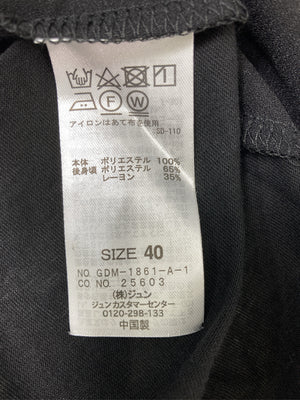 F W
アイロンはあて布き使用
SD-110
本体 ポリエステル 100%
後身頃 ポリエステル 65%
レーヨン 35%
SIZE 40
NO. GDM-1861-A-1
CO NO. 25603
(株)ジュン
ジュンカスタマーセンター
0120-298-133
中国製